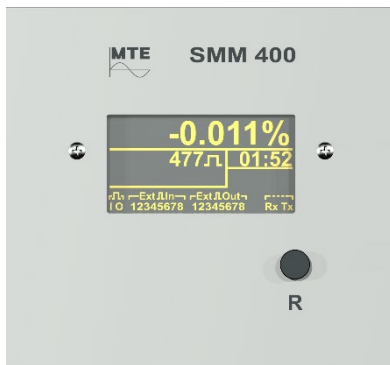 MTE SMM 400
-0.011%
477 01:52
Ext In Ext Out
I O 12345678 12345678 Rx Tx
R